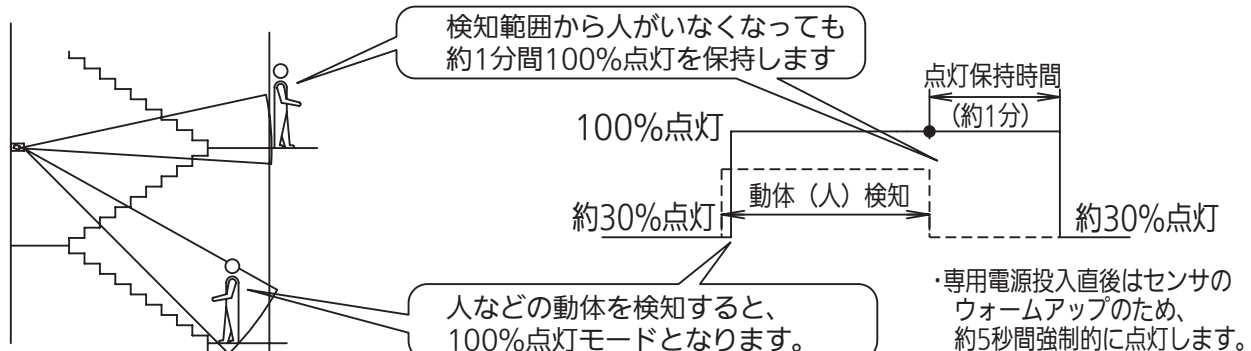 検知範囲から人がいなくなっても
約1分間100%点灯を保持します
点灯保持時間
(約1分)
100%点灯
動体(人)検知
約30%点灯
約30%点灯
人などの動体を検知すると、
100%点灯モードとなります。
・専用電源投入直後はセンサの
ウォームアップのため、
約5秒間強制的に点灯します。